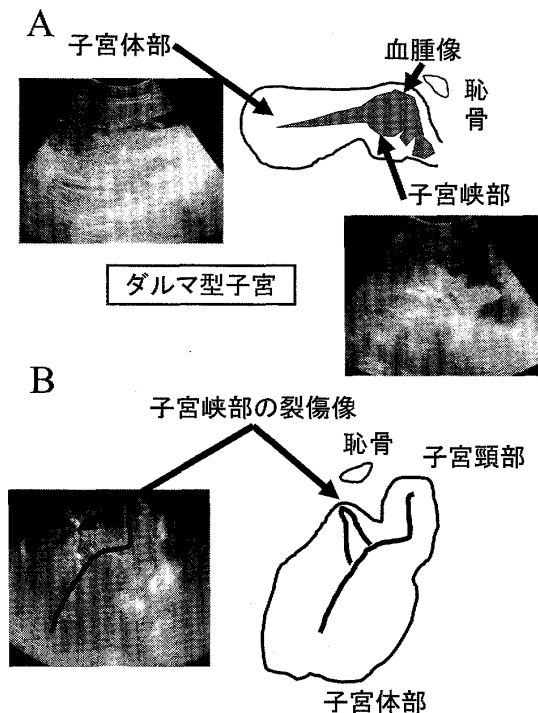 A
子宮体部
血腫像
恥骨
子宮峡部
ダルマ型子宮
B
子宮峡部の裂傷像
恥骨
子宮頸部
子宮体部